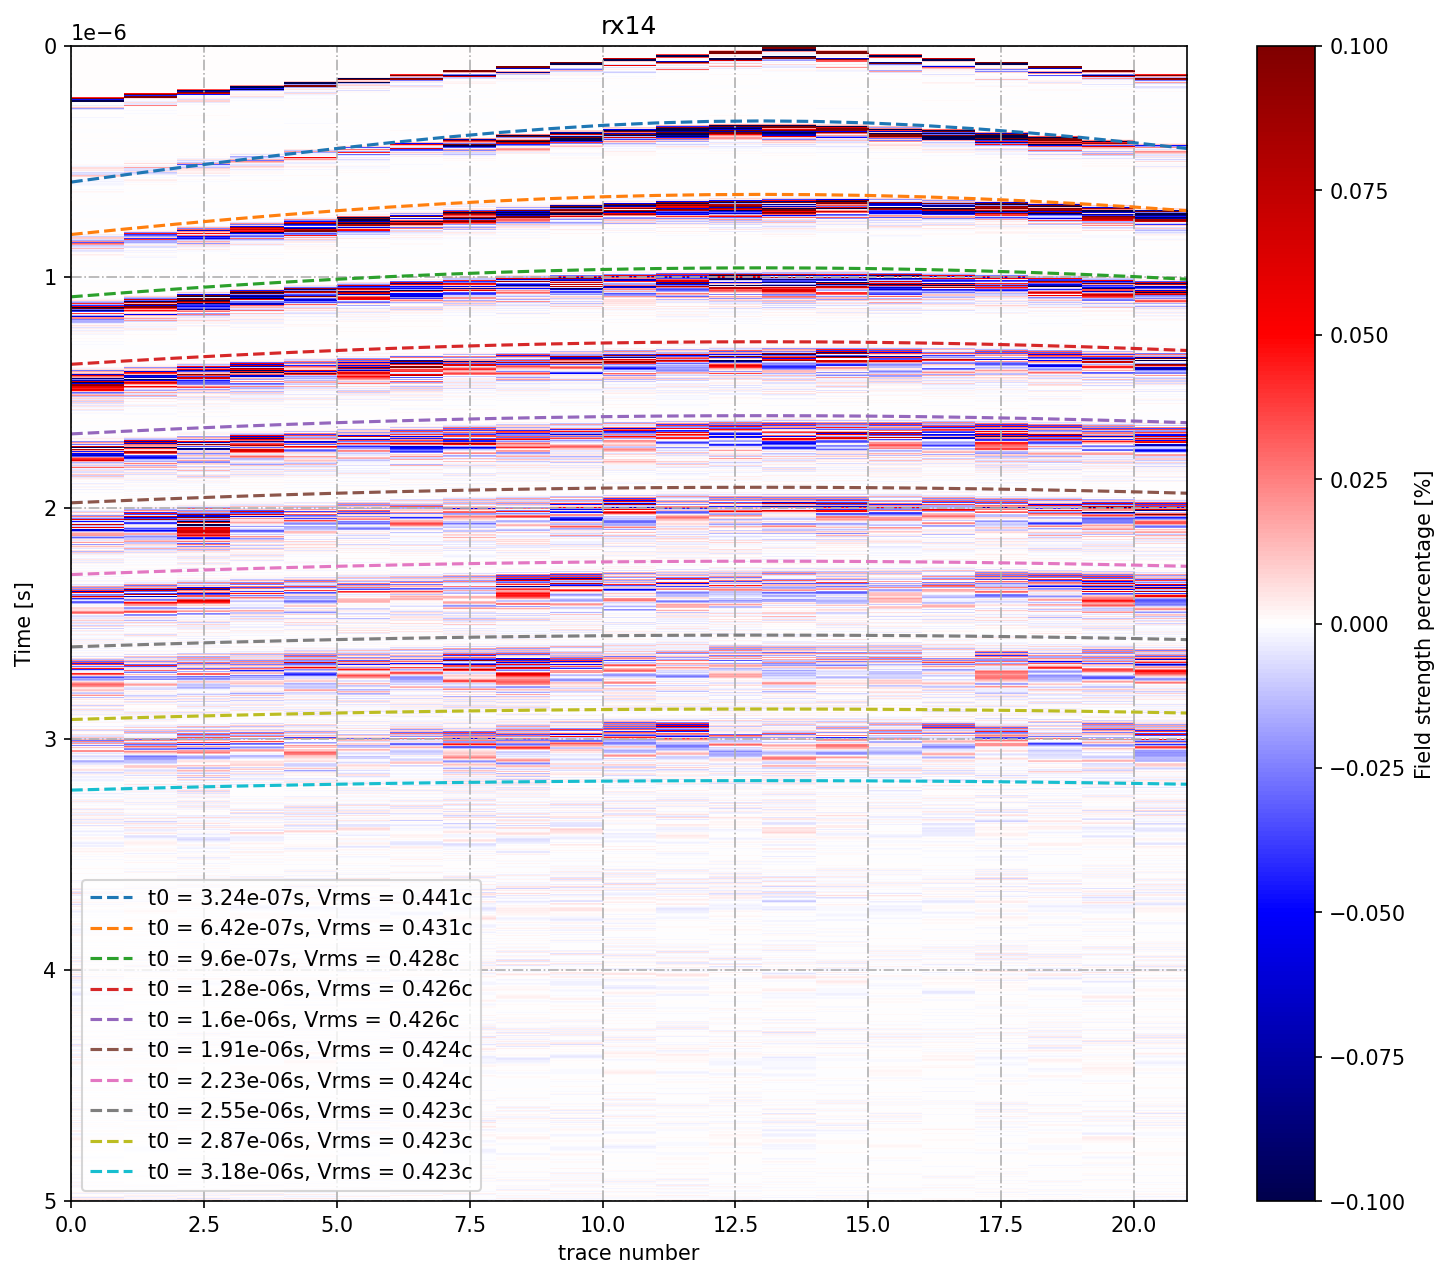 rx14
1e−6
0
1
2
3
4
5
Time [s]
t0 = 3.24e-07s, Vrms = 0.441c
t0 = 6.42e-07s, Vrms = 0.431c
t0 = 9.6e-07s, Vrms = 0.428c
t0 = 1.28e-06s, Vrms = 0.426c
t0 = 1.6e-06s, Vrms = 0.426c
t0 = 1.91e-06s, Vrms = 0.424c
t0 = 2.23e-06s, Vrms = 0.424c
t0 = 2.55e-06s, Vrms = 0.423c
t0 = 2.87e-06s, Vrms = 0.423c
t0 = 3.18e-06s, Vrms = 0.423c
0.0 2.5 5.0 7.5 10.0 12.5 15.0 17.5 20.0
trace number
0.100
0.075
0.050
0.025
0.000
−0.025
−0.050
−0.075
−0.100
Field strength percentage [%]